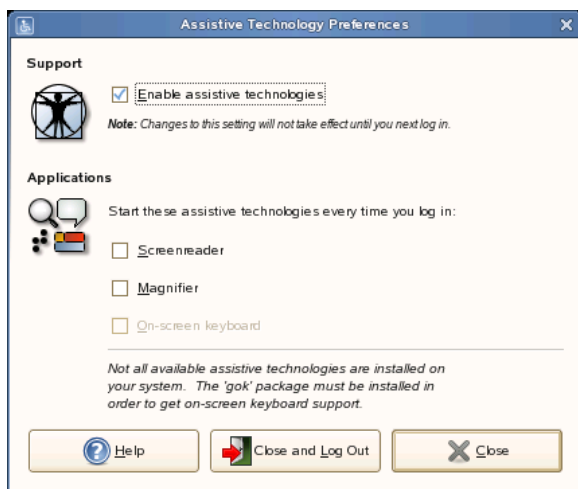 Assistive Technology Preferences
Support
Enable assistive technologies
Note: Changes to this setting will not take effect until you next log in.
Applications
Start these assistive technologies every time you log in:
Screenreader
Magnifier
On-screen keyboard
Not all available assistive technologies are installed on
your system. The 'gok' package must be installed in
order to get on-screen keyboard support.
Help
Close and Log Out
Close